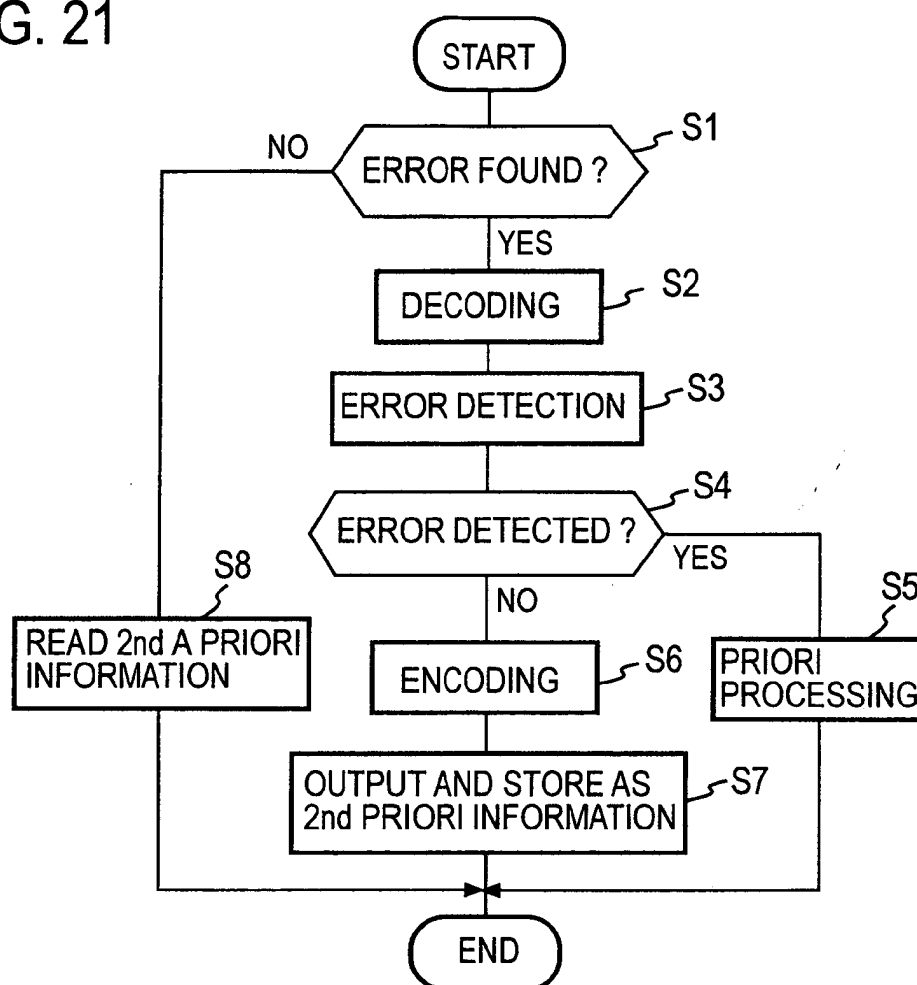 G. 21
START
S1
NO
ERROR FOUND ?
YES
S2
DECODING
S3
ERROR DETECTION
S4
ERROR DETECTED ?
YES
S8
NO
S5
READ 2nd A PRIORI
INFORMATION
S6
ENCODING
PRIORI
PROCESSING
S7
OUTPUT AND STORE AS
2nd PRIORI INFORMATION
END